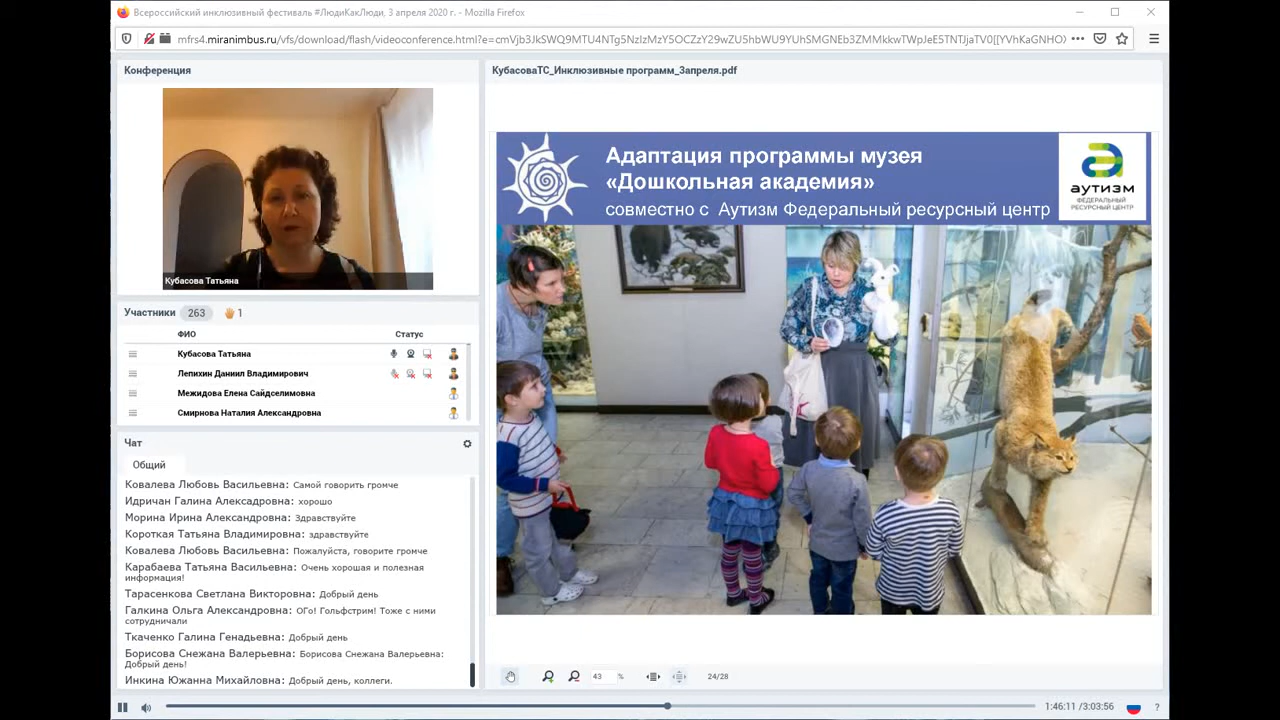 Всероссийский инклюзивный фестиваль #ЛюдиКакЛюди, 3 апреля 2020 г. - Mozilla Firefox
Конференция
Кубасова Татьяна
Участники 263 1
ФИО Статус
Кубасова Татьяна
Лепихин Даниил Владимирович
Межидова Елена Сайдселимовна
Смирнова Наталия Александровна
Чат
Общий
Ковалева Любовь Васильевна: Самой говорить громче
Идричан Галина Алексадровна: хорошо
Морина Ирина Александровна: Здравствуйте
Короткая Татьяна Владимировна: здравствуйте
Ковалева Любовь Васильевна: Пожалуйста, говорите громче
Карабаева Татьяна Васильевна: Очень хорошая и полезная
информация!
Тарасенкова Светлана Викторовна: Добрый день
Галкина Ольга Александровна: ОГо! Гольфстрим! Тоже с ними
сотрудничали
Ткаченко Галина Генадьевна: Добрый день
Борисова Снежана Валерьевна: Борисова Снежана Валерьевна:
Добрый день!
Инкина Южанна Михайловна: Добрый день, коллеги.
КубасоваТС_Инклюзивные программ_3апреля.pdf
Адаптация программы музея
«Дошкольная академия»
совместно с Аутизм Федеральный ресурсный центр
аутизм
ФЕДЕРАЛЬНЫЙ
РЕСУРСНЫЙ ЦЕНТР
43 %
24/28
1:46:11 /3:03:56
?